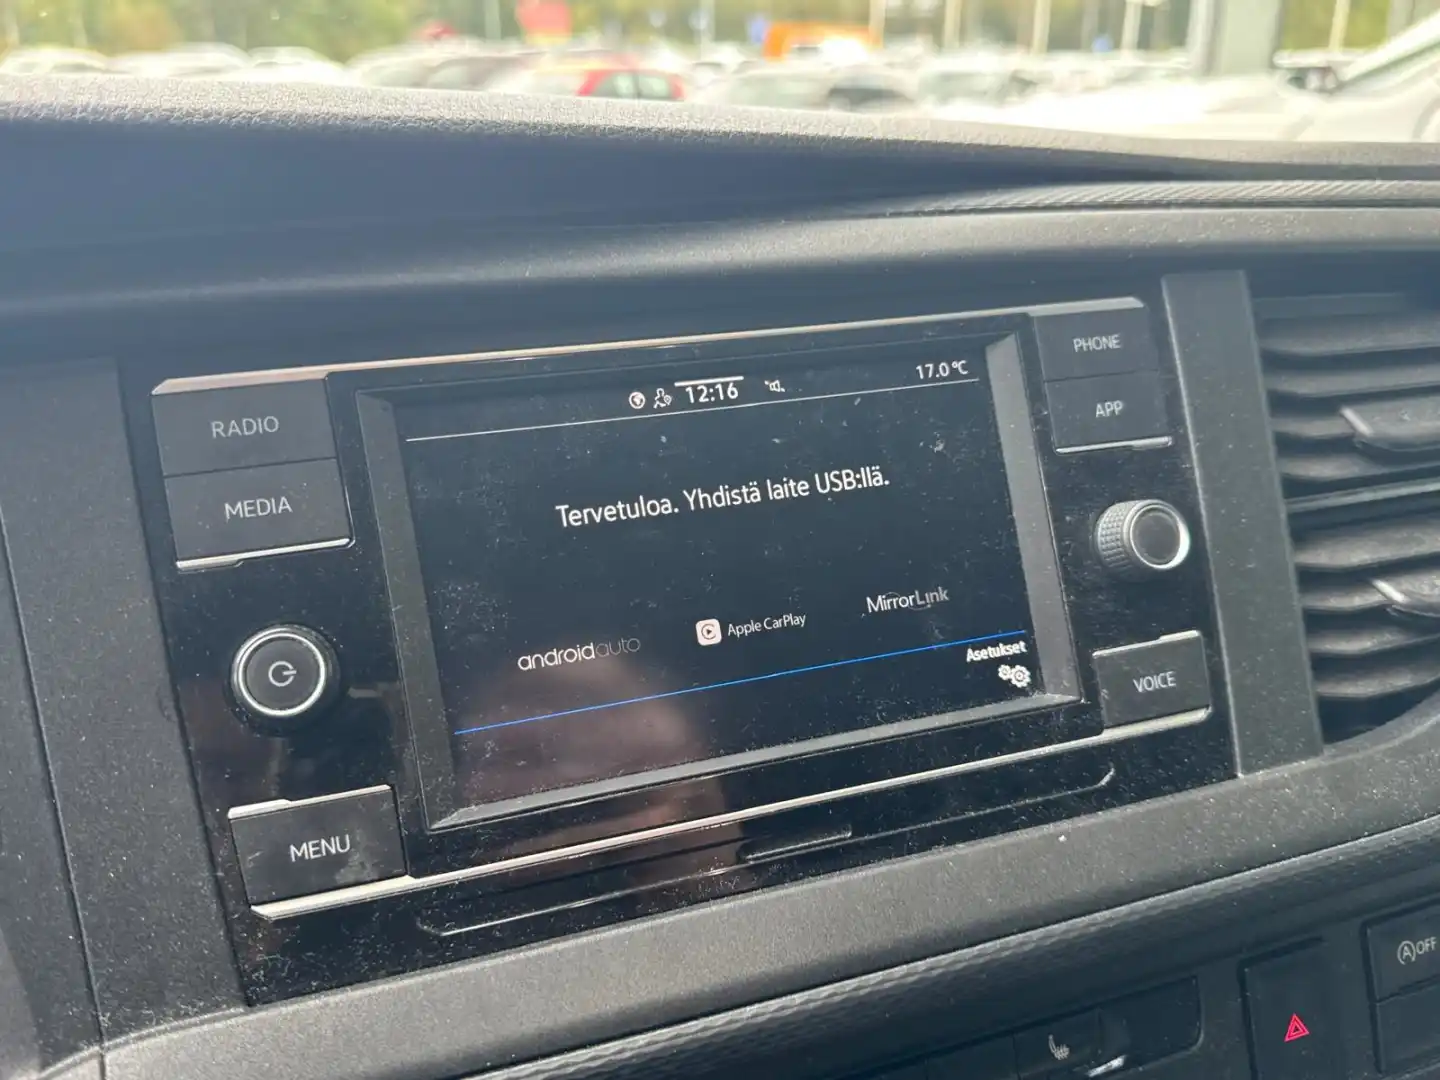 RADIO
MEDIA
MENU
12:16
17.0°C
Tervetuloa. Yhdistä laite USB:llä.
androidauto
Apple CarPlay
MirrorLink
Asetukset
PHONE
APP
VOICE
A OFF